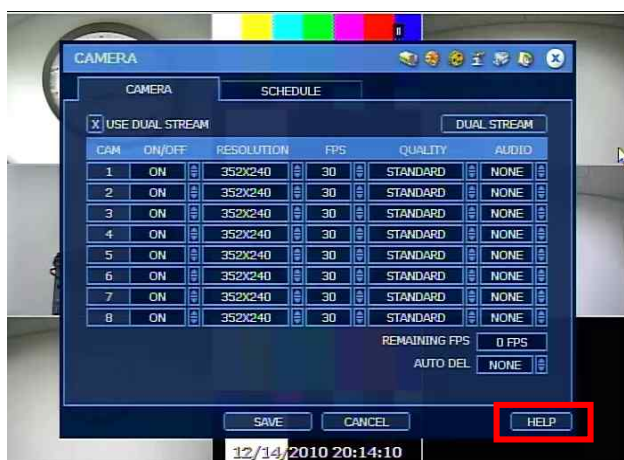 CAMERA
CAMERA SCHEDULE
X USE DUAL STREAM DUAL STREAM
CAM ON/OFF RESOLUTION FPS QUALITY AUDIO
1 ON 352X240 30 STANDARD NONE
2 ON 352X240 30 STANDARD NONE
3 ON 352X240 30 STANDARD NONE
4 ON 352X240 30 STANDARD NONE
5 ON 352X240 30 STANDARD NONE
6 ON 352X240 30 STANDARD NONE
7 ON 352X240 30 STANDARD NONE
8 ON 352X240 30 STANDARD NONE
REMAINING FPS 0 FPS
AUTO DEL NONE
SAVE CANCEL HELP
12/14/2010 20:14:10